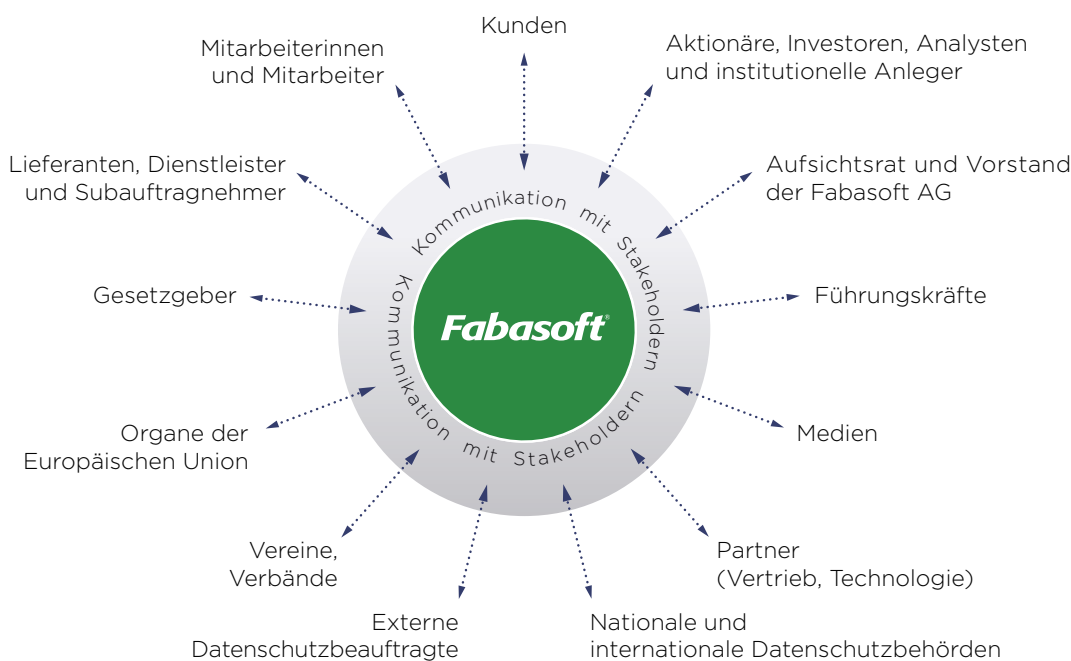 Kunden
Aktionäre, Investoren, Analysten
und institutionelle Anleger
Aufsichtsrat und Vorstand
der Fabasoft AG
Führungskräfte
Medien
Partner
(Vertrieb, Technologie)
Nationale und
internationale Datenschutzbehörden
Externe
Datenschutzbeauftragte
Vereine,
Verbände
Organe der
Europäischen Union
Gesetzgeber
Lieferanten, Dienstleister
und Subauftragnehmer
Mitarbeiterinnen
und Mitarbeiter
Kommunikation mit Stakeholdern
Kommunikation mit Stakeholdern
Fabasoft®